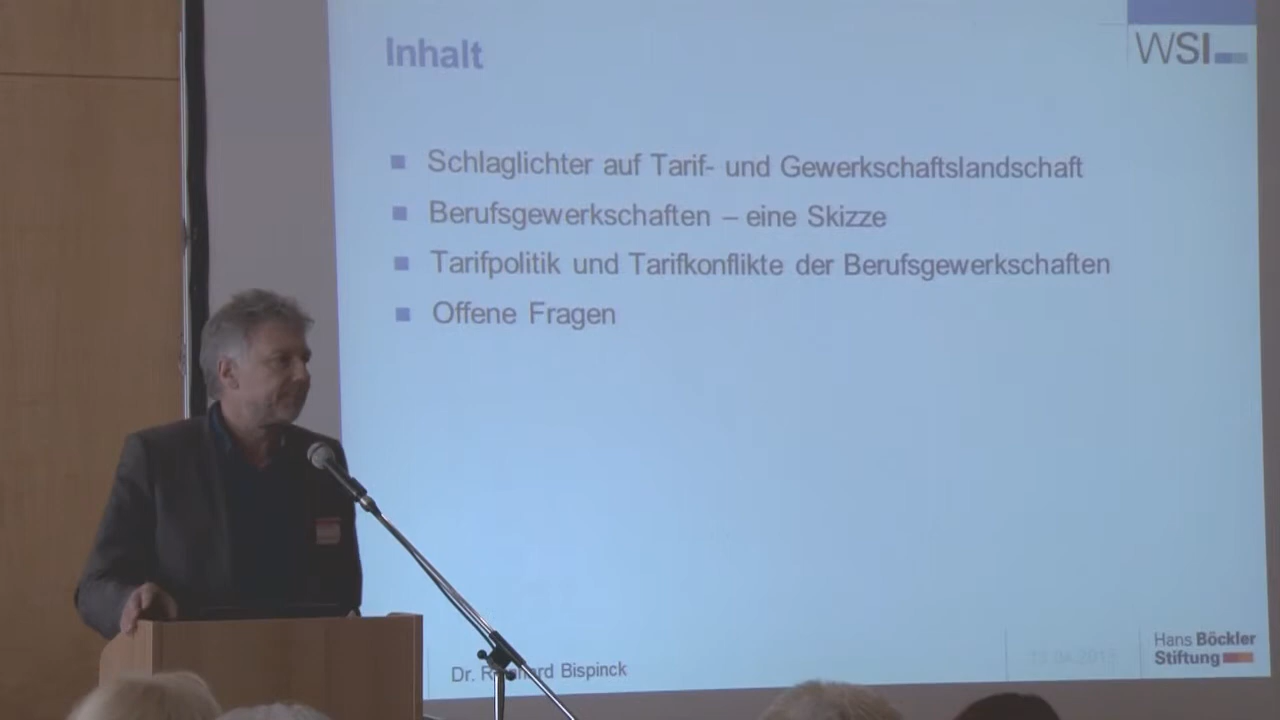 Inhalt
WSI
Schlaglichter auf Tarif- und Gewerkschaftslandschaft
Berufsgewerkschaften – eine Skizze
Tarifpolitik und Tarifkonflikte der Berufsgewerkschaften
Offene Fragen
Dr. Bispinck
Hans Böckler
Stiftung